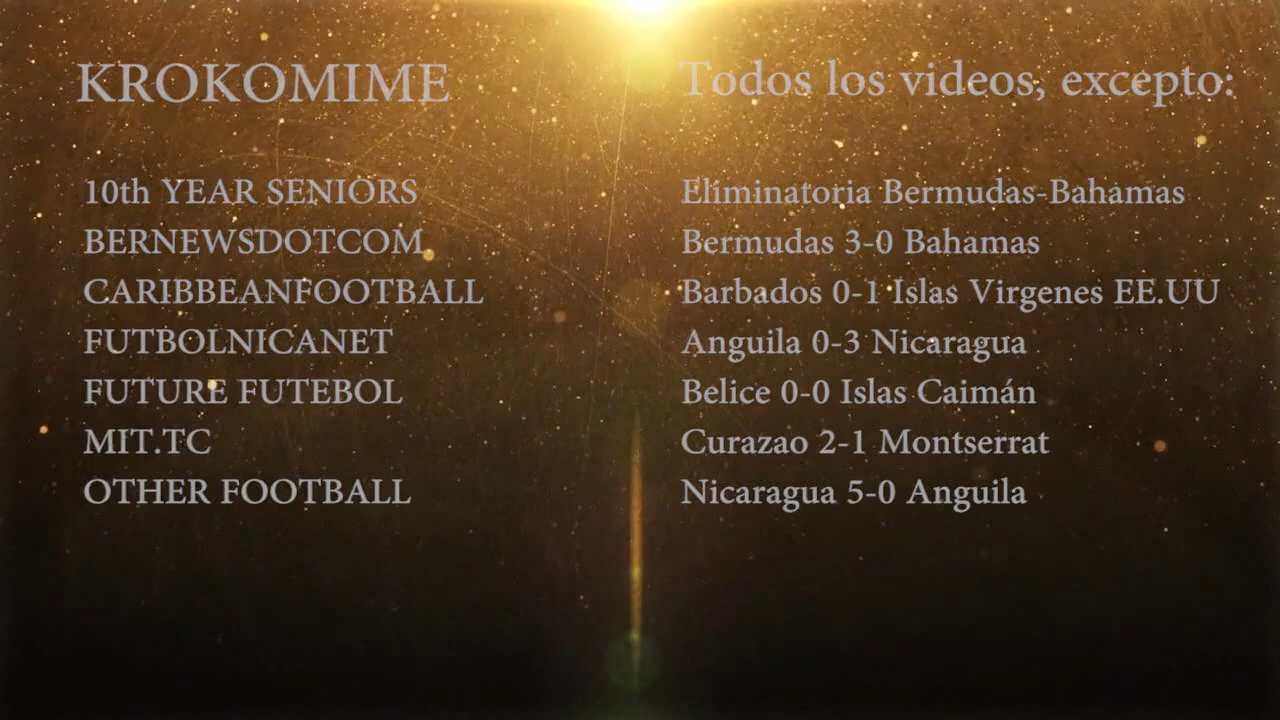 KROKOMIME Todos los videos, excepto:
10th YEAR SENIORS Eliminatoria Bermudas-Bahamas
BERNEWSDOTCOM Bermudas 3-0 Bahamas
CARIBBEANFOOTBALL Barbados 0-1 Islas Virgenes EE.UU
FUTBOLNICANET Anguila 0-3 Nicaragua
FUTURE FUTEBOL Belice 0-0 Islas Caimán
MIT.TC Curazao 2-1 Montserrat
OTHER FOOTBALL Nicaragua 5-0 Anguila